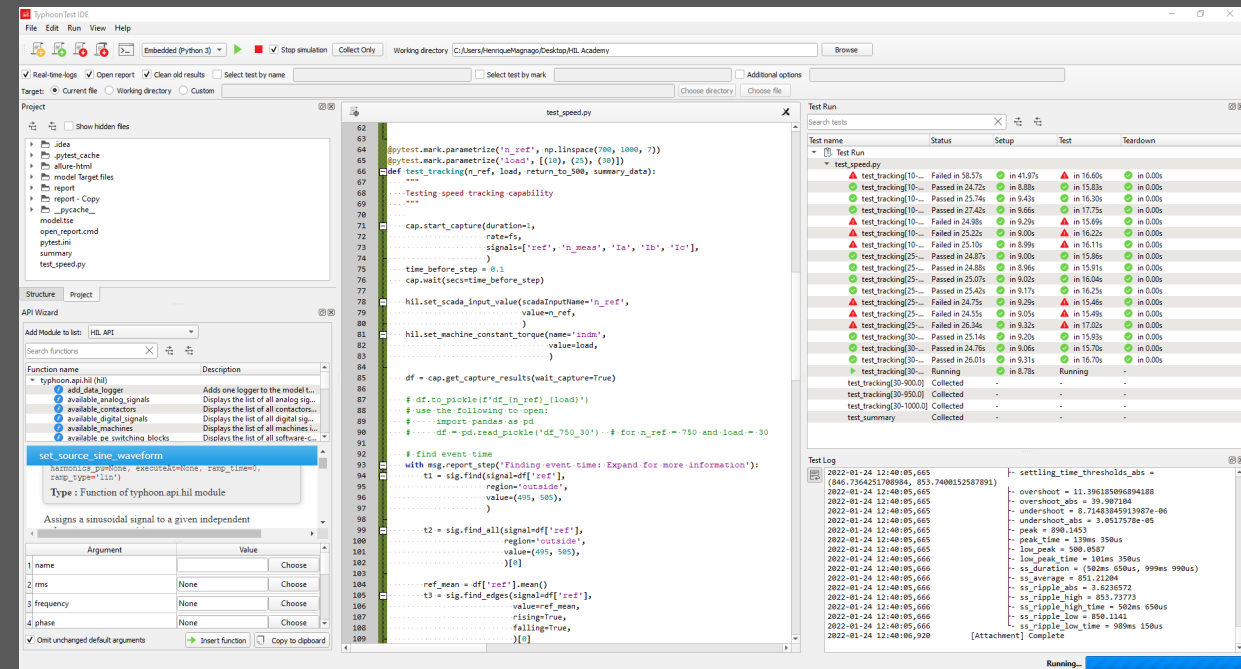 TyphoonTest IDE
File Edit Run View Help
Embedded (Python 3) Stop simulation Collect Only Working directory C:/Users/HenriqueMagnago/Desktop/HIL Academy Browse
Real-time-logs Open report Clean old results Select test by name Select test by mark Additional options
Target: Current file Working directory Custom Choose directory Choose file
Project
Show hidden files
.idea
.pytest_cache
allure-html
model Target files
report
report - Copy
__pycache__
model.tse
open_report.cmd
pytest.ini
summary
test_speed.py
Structure Project
API Wizard
Add Module to list: HIL API
Search functions
Function name Description
typhoon.api.hil (hil)
add_data_logger Adds one logger to the model t...
available_analog_signals Displays the list of all analog sig...
available_contactors Displays the list of all contactors...
available_digital_signals Displays the list of all digital sig...
available_machines Displays the list of all machines i...
available_pe_switching_blocks Displays the list of all software-c...
set_source_sine_waveform
harmonics_pu=None, executeAt=None, ramp_time=0,
ramp_type='lin')
Type : Function of typhoon.api.hil module
Assigns a sinusoidal signal to a given independent
Argument Value
1 name Choose
2 rms None Choose
3 frequency None Choose
4 phase None Choose
Omit unchanged default arguments Insert function Copy to clipboard
test_speed.py
62
63
64 @pytest.mark.parametrize('n_ref', np.linspace(700, 1000, 7))
65 @pytest.mark.parametrize('load', [(10), (25), (30)])
66 def test_tracking(n_ref, load, return_to_500, summary_data):
67 """
68 Testing speed tracking capability
69 """
70
71 cap.start_capture(duration=1,
72 rate=fs,
73 signals=['ref', 'n_meas', 'Ia', 'Ib', 'Ic'],
74 )
75 time_before_step = 0.1
76 cap.wait(secs=time_before_step)
77
78 hil.set_scada_input_value(scadaInputName='n_ref',
79 value=n_ref,
80 )
81 hil.set_machine_constant_torque(name='indm',
82 value=load,
83 )
84
85 df = cap.get_capture_results(wait_capture=True)
86
87 # df.to_pickle(f'df_{n_ref}_{load}')
88 # use the following to open:
89 # import pandas as pd
90 # df = pd.read_pickle('df_750_30') # for n_ref = 750 and load = 30
91
92 # find event time
93 with msg.report_step('Finding event time: Expand for more information'):
94 t1 = sig.find(signal=df['ref'],
95 region='outside',
96 value=(495, 505),
97 )
98
99 t2 = sig.find_all(signal=df['ref'],
100 region='outside',
101 value=(495, 505),
102 )[0]
103
104 ref_mean = df['ref'].mean()
105 t3 = sig.find_edges(signal=df['ref'],
106 value=ref_mean,
107 rising=True,
108 falling=True,
109 )[0]
Test Run
Search tests
Test name Status Setup Test Teardown
Test Run
test_speed.py
test_tracking[10-... Failed in 58.57s in 41.97s in 16.60s in 0.00s
test_tracking[10-... Passed in 24.72s in 8.88s in 15.83s in 0.00s
test_tracking[10-... Passed in 25.74s in 9.43s in 16.30s in 0.00s
test_tracking[10-... Passed in 27.42s in 9.66s in 17.75s in 0.00s
test_tracking[10-... Failed in 24.98s in 9.29s in 15.69s in 0.00s
test_tracking[10-... Failed in 25.22s in 9.00s in 16.22s in 0.00s
test_tracking[10-... Failed in 25.10s in 8.99s in 16.11s in 0.00s
test_tracking[25-... Passed in 24.87s in 9.00s in 15.86s in 0.00s
test_tracking[25-... Passed in 24.88s in 8.96s in 15.91s in 0.00s
test_tracking[25-... Passed in 25.07s in 9.02s in 16.04s in 0.00s
test_tracking[25-... Passed in 25.42s in 9.17s in 16.25s in 0.00s
test_tracking[25-... Failed in 24.75s in 9.29s in 15.46s in 0.00s
test_tracking[25-... Failed in 24.55s in 9.05s in 15.49s in 0.00s
test_tracking[25-... Failed in 26.34s in 9.32s in 17.02s in 0.00s
test_tracking[30-... Passed in 25.14s in 9.20s in 15.93s in 0.00s
test_tracking[30-... Passed in 24.76s in 9.06s in 15.70s in 0.00s
test_tracking[30-... Passed in 26.01s in 9.31s in 16.70s in 0.00s
test_tracking[30-... Running in 8.78s Running -
test_tracking[30-900.0] Collected - - -
test_tracking[30-950.0] Collected - - -
test_tracking[30-1000.0] Collected - - -
test_summary Collected - - -
Test Log
2022-01-24 12:40:05,665 |-- settling_time_thresholds_abs =
(846.7364251708984, 853.7400152587891)
2022-01-24 12:40:05,665 |-- overshoot = 11.396185096894188
2022-01-24 12:40:05,665 |-- overshoot_abs = 39.907104
2022-01-24 12:40:05,665 |-- undershoot = 8.71483845913987e-06
2022-01-24 12:40:05,665 |-- undershoot_abs = 3.0517578e-05
2022-01-24 12:40:05,665 |-- peak = 890.1453
2022-01-24 12:40:05,666 |-- peak_time = 139ms 350us
2022-01-24 12:40:05,666 |-- low_peak = 500.0587
2022-01-24 12:40:05,666 |-- low_peak_time = 101ms 350us
2022-01-24 12:40:05,666 |-- ss_duration = (502ms 650us, 999ms 990us)
2022-01-24 12:40:05,666 |-- ss_average = 851.21204
2022-01-24 12:40:05,666 |-- ss_ripple_abs = 3.6236572
2022-01-24 12:40:05,666 |-- ss_ripple_high = 853.73773
2022-01-24 12:40:05,666 |-- ss_ripple_high_time = 502ms 650us
2022-01-24 12:40:05,666 |-- ss_ripple_low = 850.1141
2022-01-24 12:40:05,666 |-- ss_ripple_low_time = 989ms 150us
2022-01-24 12:40:06,920 [Attachment] Complete
Running...